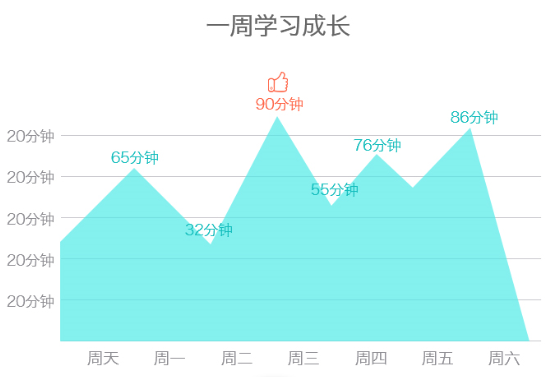 一周学习成长
90分钟
86分钟
20分钟
76分钟
65分钟
20分钟
55分钟
20分钟
32分钟
20分钟
20分钟
周天 周一 周二 周三 周四 周五 周六